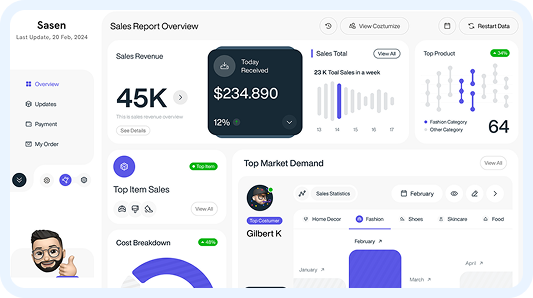 Sasen
Last Update, 20 Feb, 2024
Overview
Updates
Payment
My Order
Sales Report Overview
View Coztumize
Restart Data
Sales Revenue
45K
This is sales revenue overview
See Details
Today
Received
$234.890
12%
Sales Total
View All
23 K Toal Sales in a week
13 14 15 16 17
Top Product
34%
Fashion Category
Other Category
64
Top Item
Top Item Sales
View All
Cost Breakdown
48%
Top Market Demand
View All
Top Costumar
Gilbert K
Sales Statistics
February
Home Decor
Fashion
Shoes
Skincare
Food
January
February
March
April